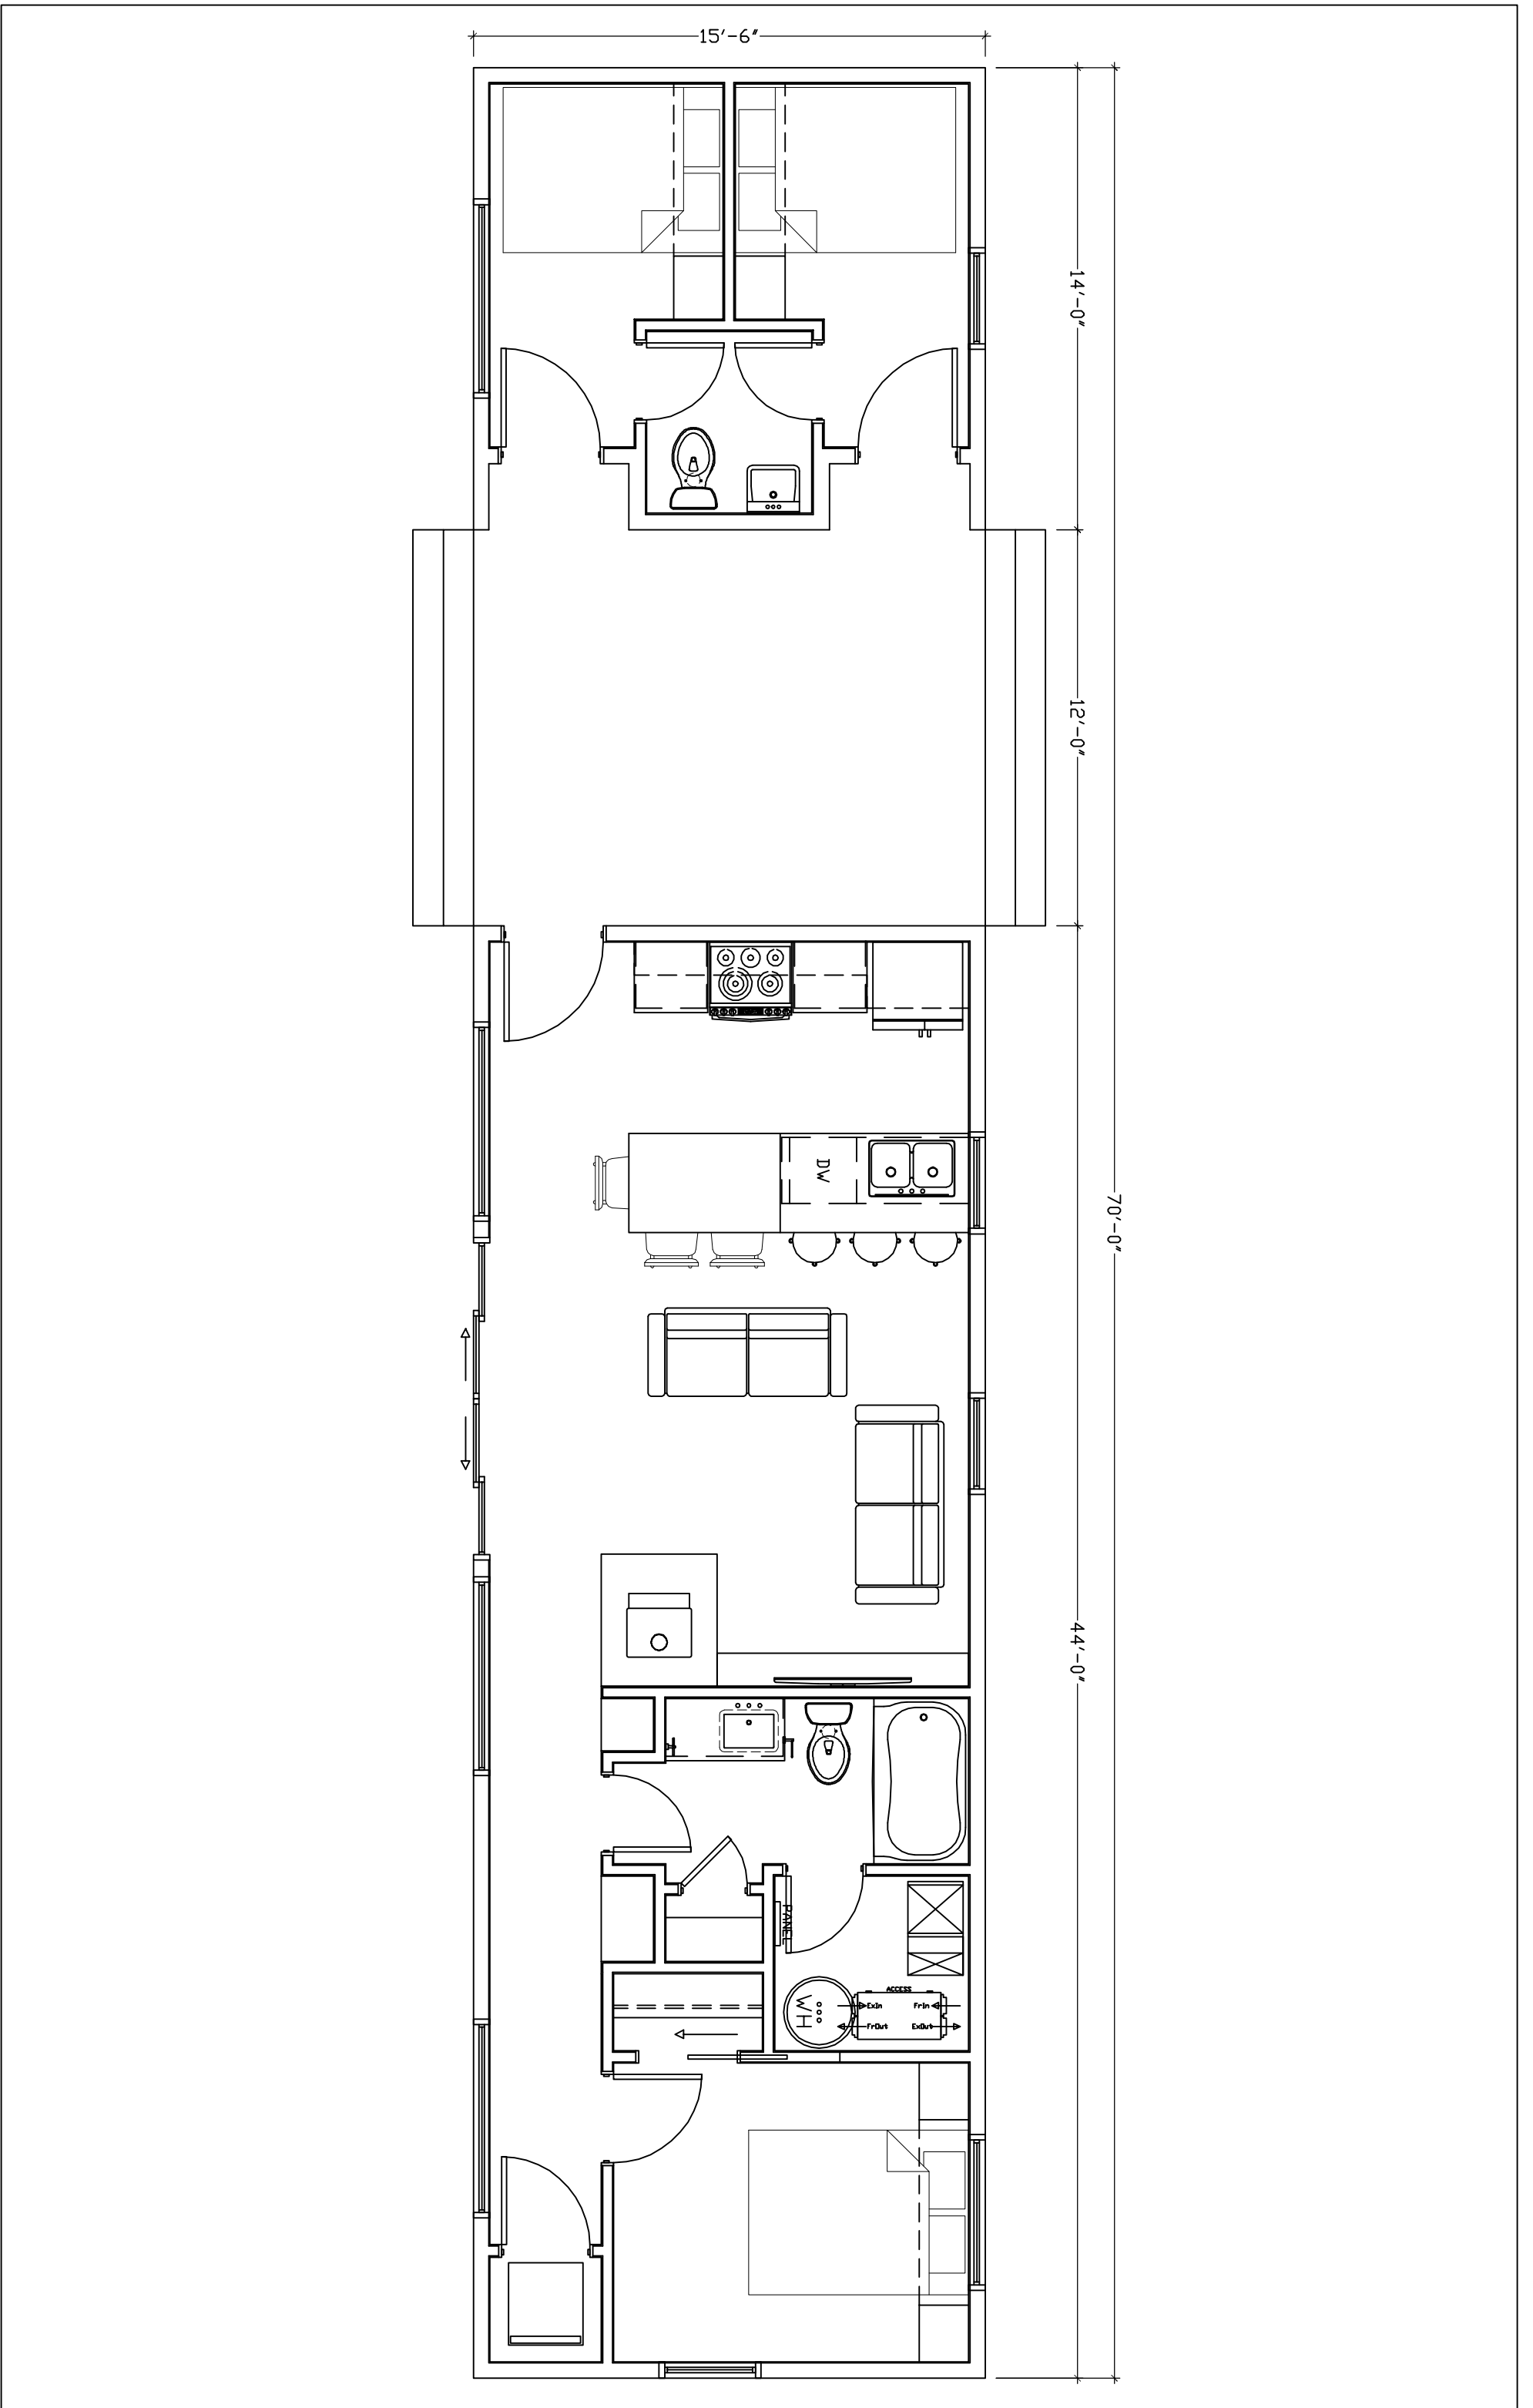 15'-6"
14'-0"
12'-0"
70'-0"
DW
44'-0"
PANEL
ACCESS
ExIn
FrIn
WH
FrOut
ExOut